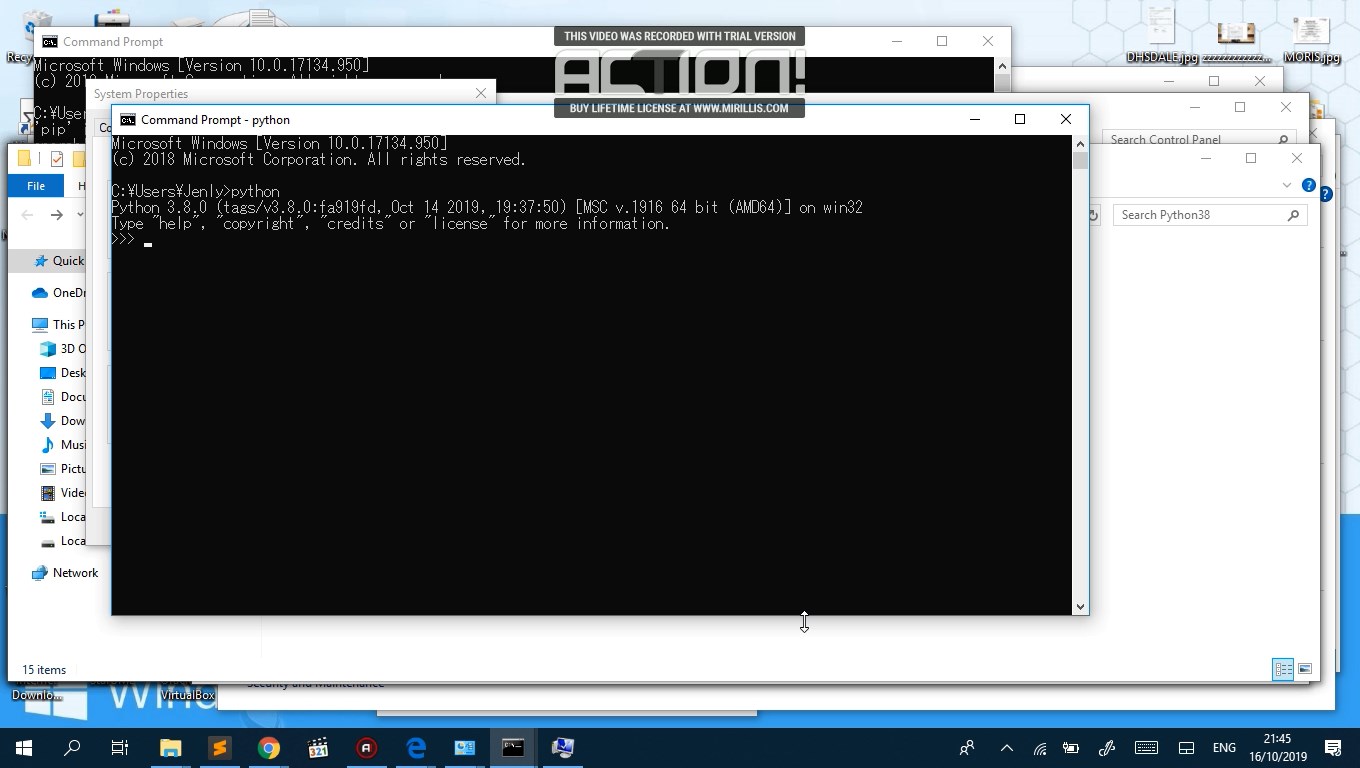 Command Prompt
Microsoft Windows [Version 10.0.17134.950]
THIS VIDEO WAS RECORDED WITH TRIAL VERSION
ACTION!
BUY LIFETIME LICENSE AT WWW.MIRILLIS.COM
DHSDALE.jpg
zzzzzzzzzzzz...
MORIS.jpg
System Properties
C:¥User
'pip'
Command Prompt - python
Microsoft Windows [Version 10.0.17134.950]
(c) 2018 Microsoft Corporation. All rights reserved.
C:¥Users¥Jenly>python
Python 3.8.0 (tags/v3.8.0:fa919fd, Oct 14 2019, 19:37:50) [MSC v.1916 64 bit (AMD64)] on win32
Type "help", "copyright", "credits" or "license" for more information.
>>>
Search Control Panel
Search Python38
File
H
Quick
OneDr
This P
3D O
Desk
Docu
Dow
Musi
Pictu
Vide
Loca
Loca
Network
15 items
Security and Maintenance
Downlo...
VirtualBox
ENG
21:45
16/10/2019